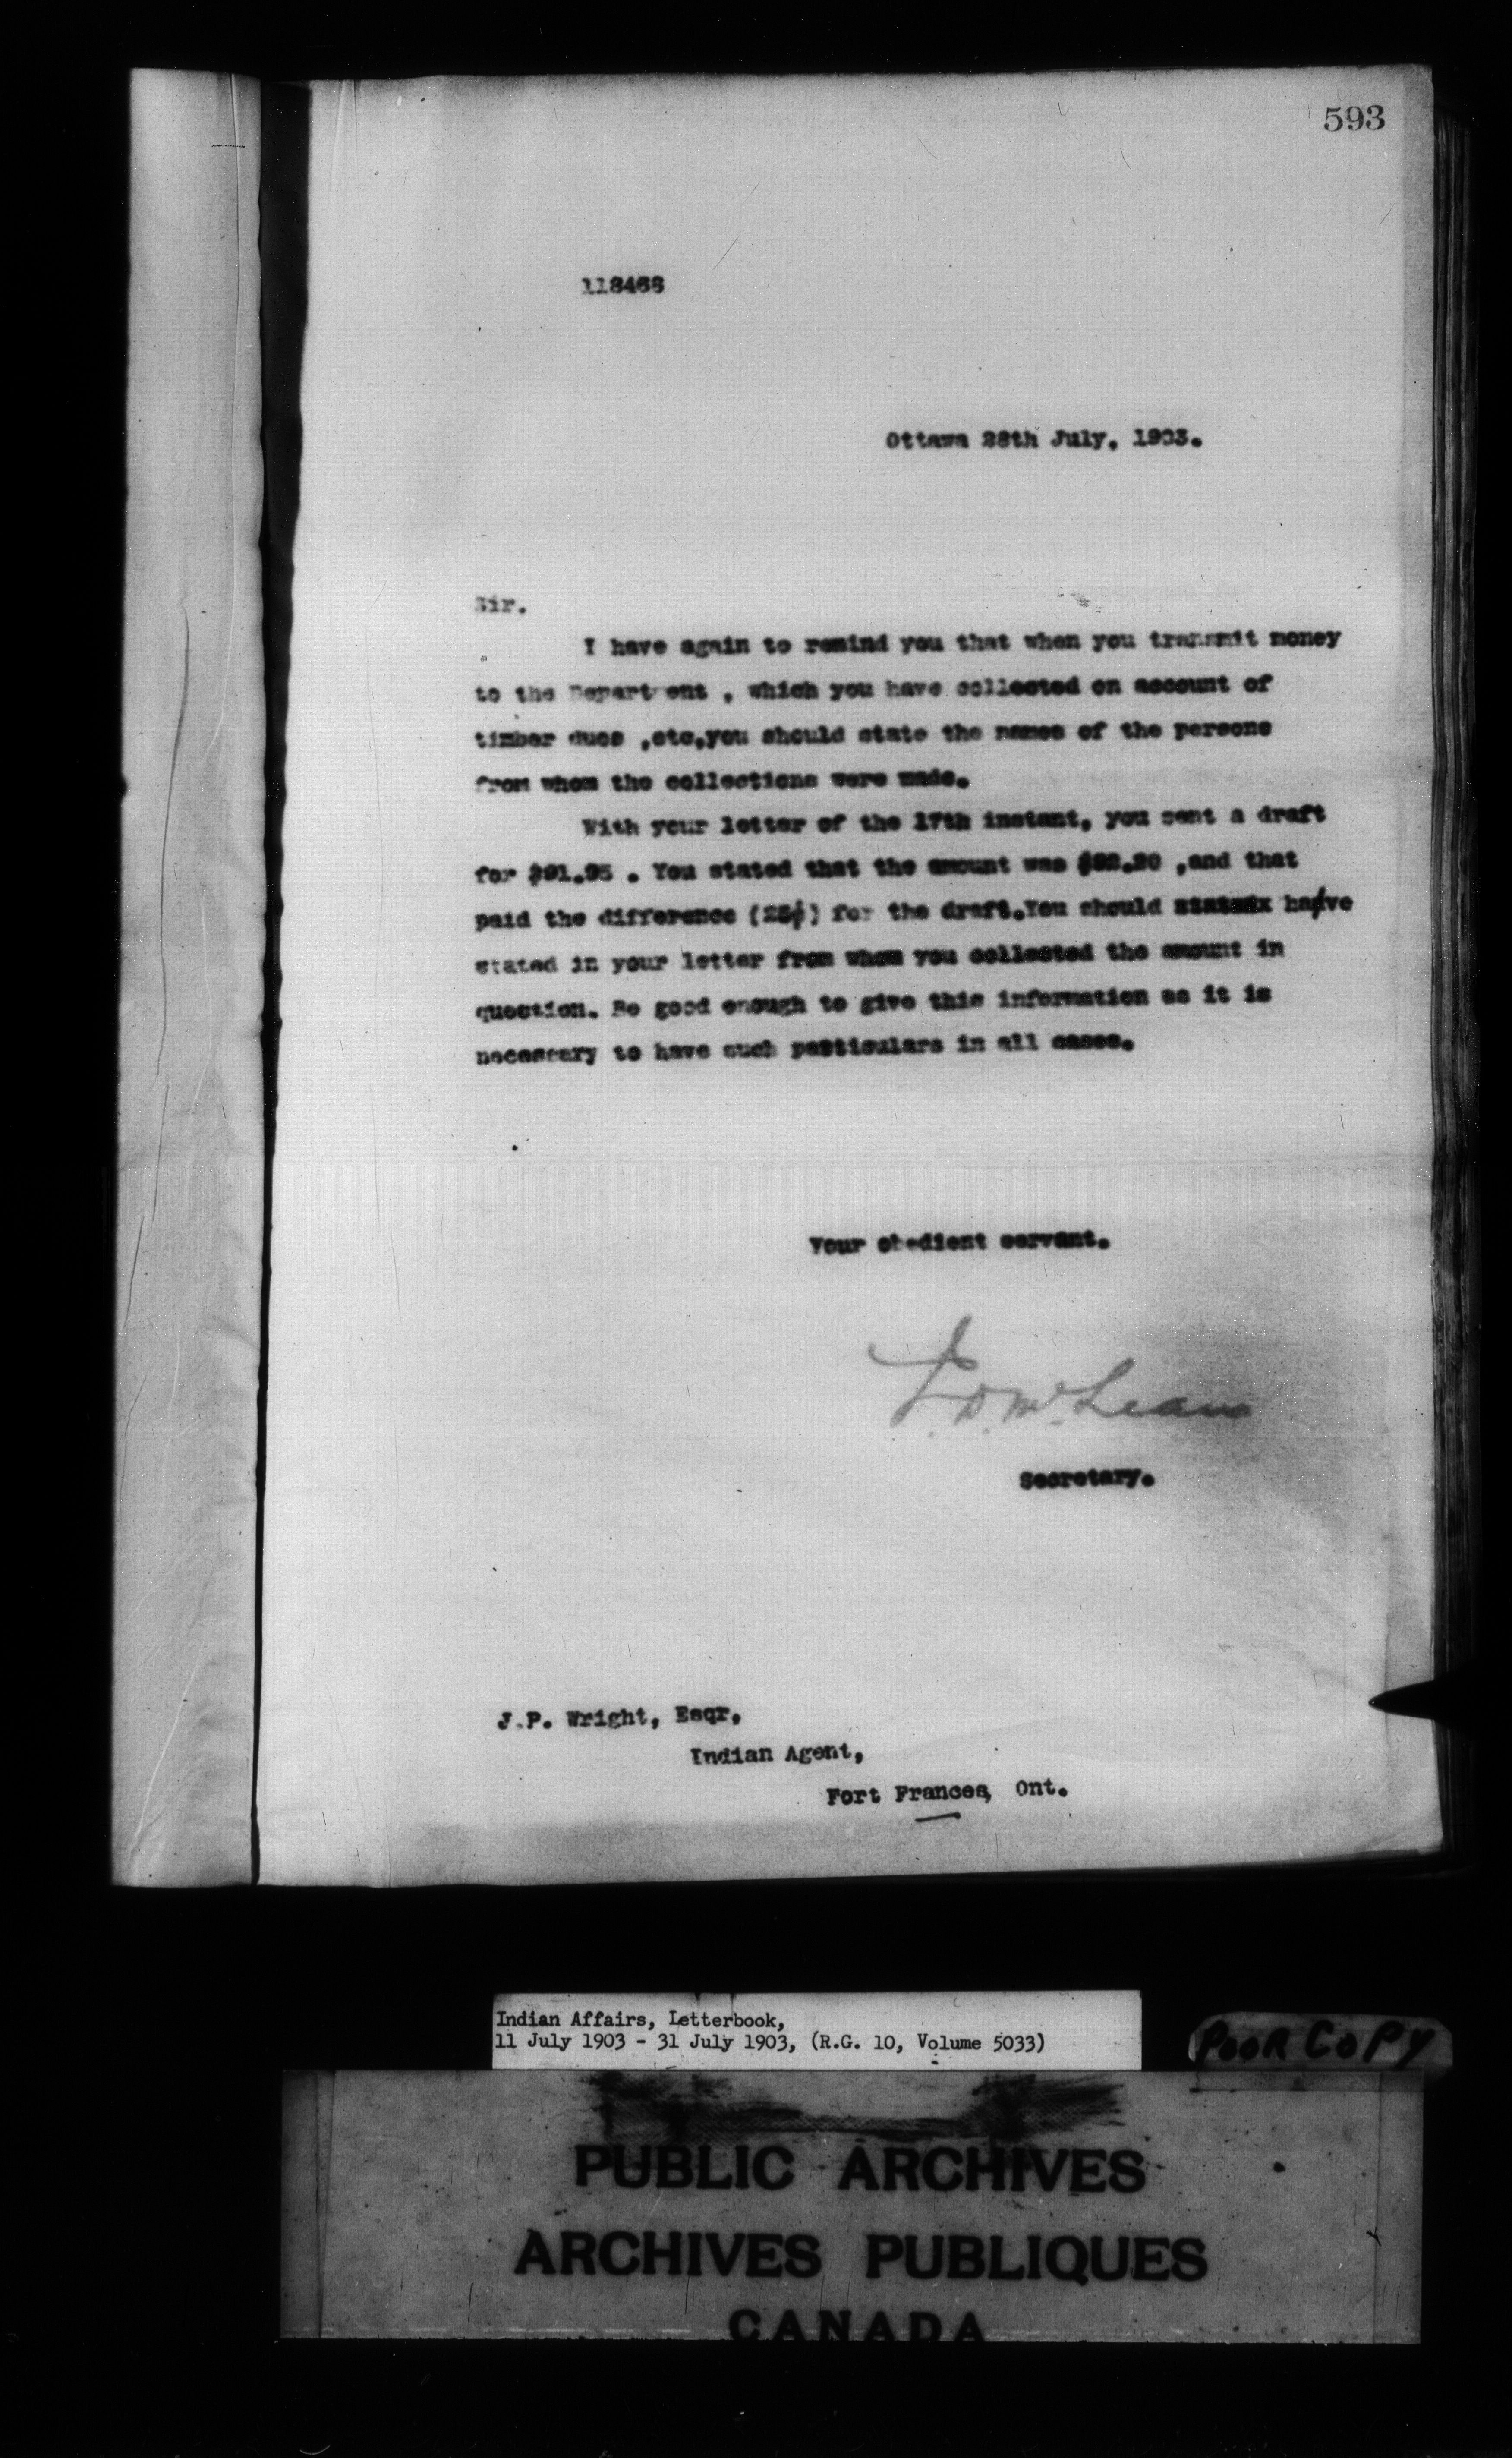 593
118468
Ottawa 28th July, 1903.
Sir.
I have again to remind you that when you transmit money
to the Department , which you have collected on account of
timber dues ,etc,you should state the names of the persons
from whom the collections were made.
With your letter of the 17th instant, you sent a draft
for $91.95 . You stated that the amount was $92.20 ,and that
paid the difference (25¢) for the draft.You should ha/ve
stated in your letter from whom you collected the amount in
question. Be good enough to give this information as it is
necessary to have such particulars in all cases.
Your obedient servant.
J.D. McLean
Secretary.
J.P. Wright, Esqr,
Indian Agent,
Fort Frances, Ont.
Indian Affairs, Letterbook,
11 July 1903 - 31 July 1903, (R.G. 10, Volume 5033)
POOR COPY
PUBLIC ARCHIVES
ARCHIVES PUBLIQUES
CANADA